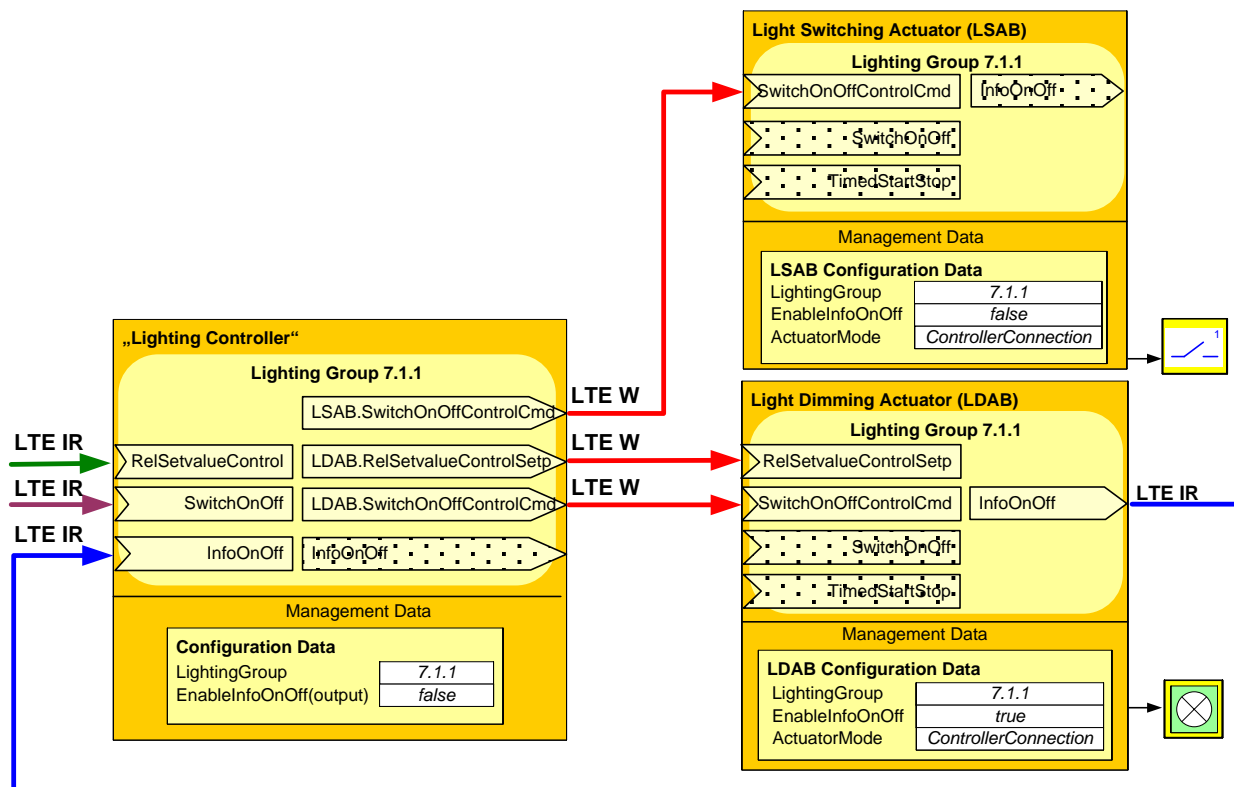 Light Switching Actuator (LSAB)
Lighting Group 7.1.1
SwitchOnOffControlCmd
InfoOnOff
SwitchOnOff
TimedStartStop
Management Data
LSAB Configuration Data
LightingGroup 7.1.1
EnableInfoOnOff false
ActuatorMode ControllerConnection
1
„Lighting Controller“
Lighting Group 7.1.1
LSAB.SwitchOnOffControlCmd
LTE W
LTE IR
RelSetvalueControl
LDAB.RelSetvalueControlSetp
LTE W
LTE IR
SwitchOnOff
LDAB.SwitchOnOffControlCmd
LTE W
LTE IR
InfoOnOff
InfoOnOff
Management Data
Configuration Data
LightingGroup 7.1.1
EnableInfoOnOff(output) false
Light Dimming Actuator (LDAB)
Lighting Group 7.1.1
RelSetvalueControlSetp
SwitchOnOffControlCmd
InfoOnOff
LTE IR
SwitchOnOff
TimedStartStop
Management Data
LDAB Configuration Data
LightingGroup 7.1.1
EnableInfoOnOff true
ActuatorMode ControllerConnection